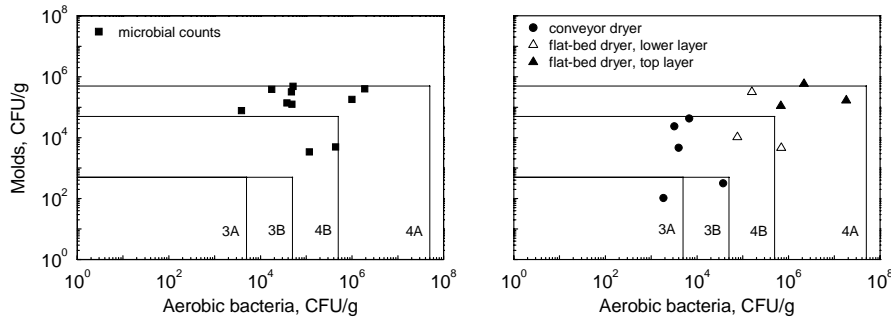 10^8
10^6
10^4
10^2
10^0
Molds, CFU/g
microbial counts
3A
3B
4B
4A
10^0
10^2
10^4
10^6
10^8
Aerobic bacteria, CFU/g
conveyor dryer
flat-bed dryer, lower layer
flat-bed dryer, top layer
3A
3B
4B
4A
10^0
10^2
10^4
10^6
10^8
Aerobic bacteria, CFU/g